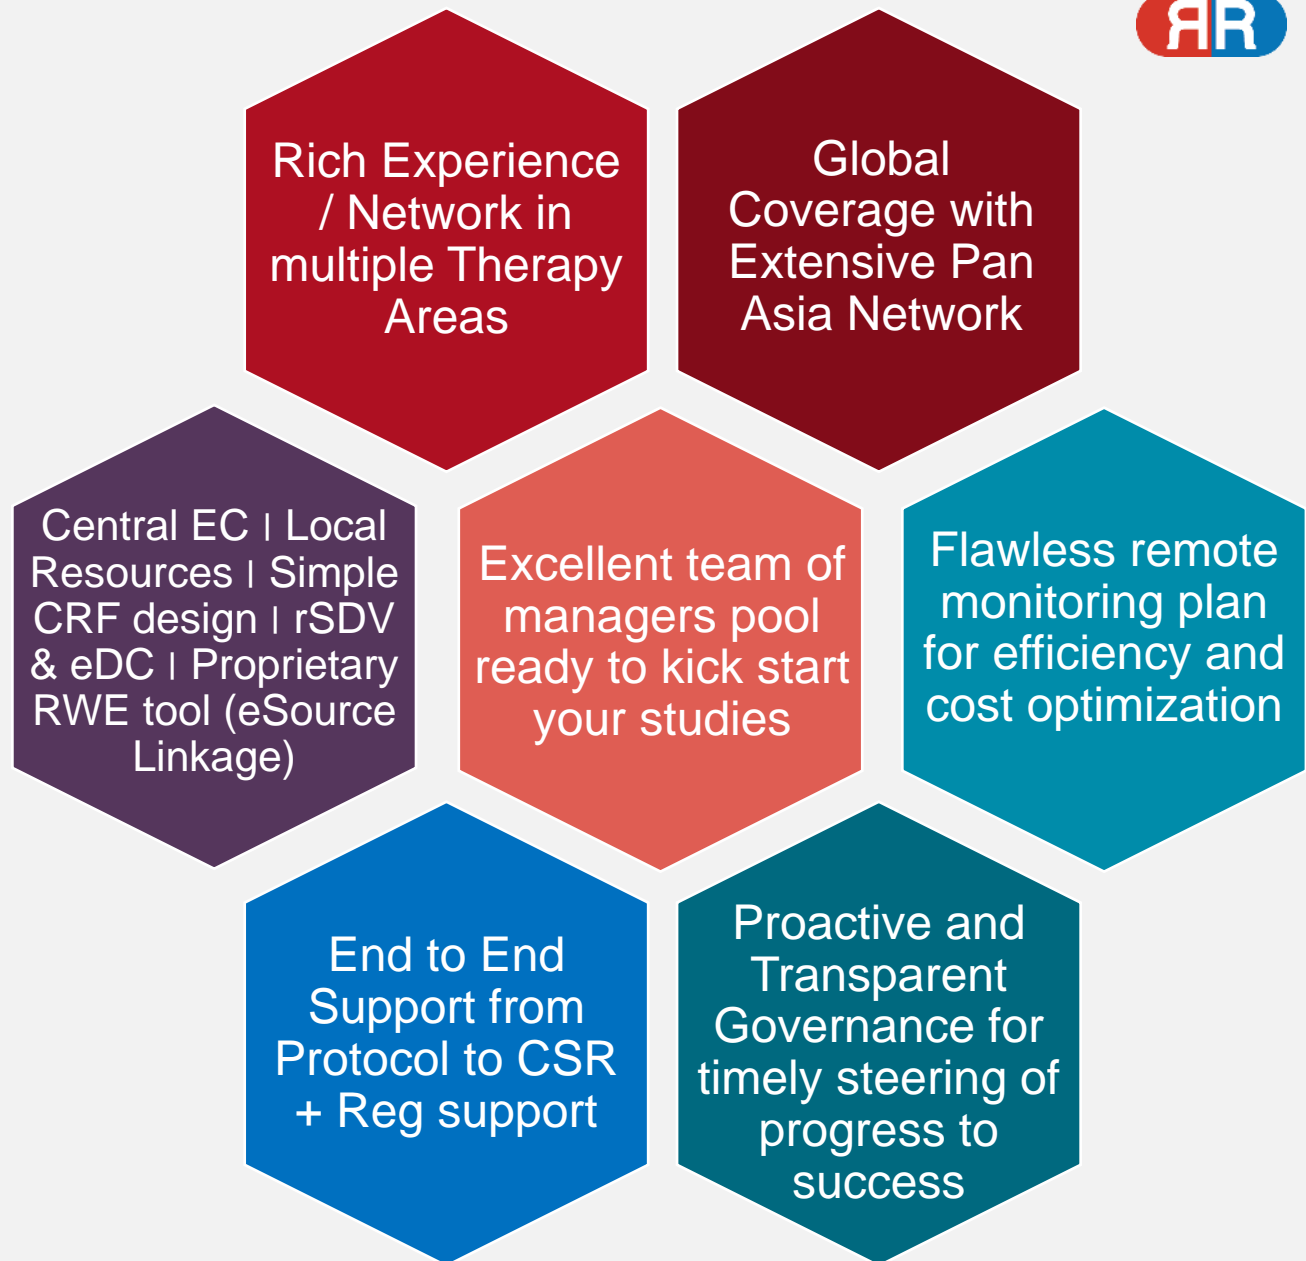 ЯR
Rich Experience
/ Network in
multiple Therapy
Areas
Global
Coverage with
Extensive Pan
Asia Network
Central EC | Local
Resources | Simple
CRF design | rSDV
& eDC | Proprietary
RWE tool (eSource
Linkage)
Excellent team of
managers pool
ready to kick start
your studies
Flawless remote
monitoring plan
for efficiency and
cost optimization
End to End
Support from
Protocol to CSR
+ Reg support
Proactive and
Transparent
Governance for
timely steering of
progress to
success